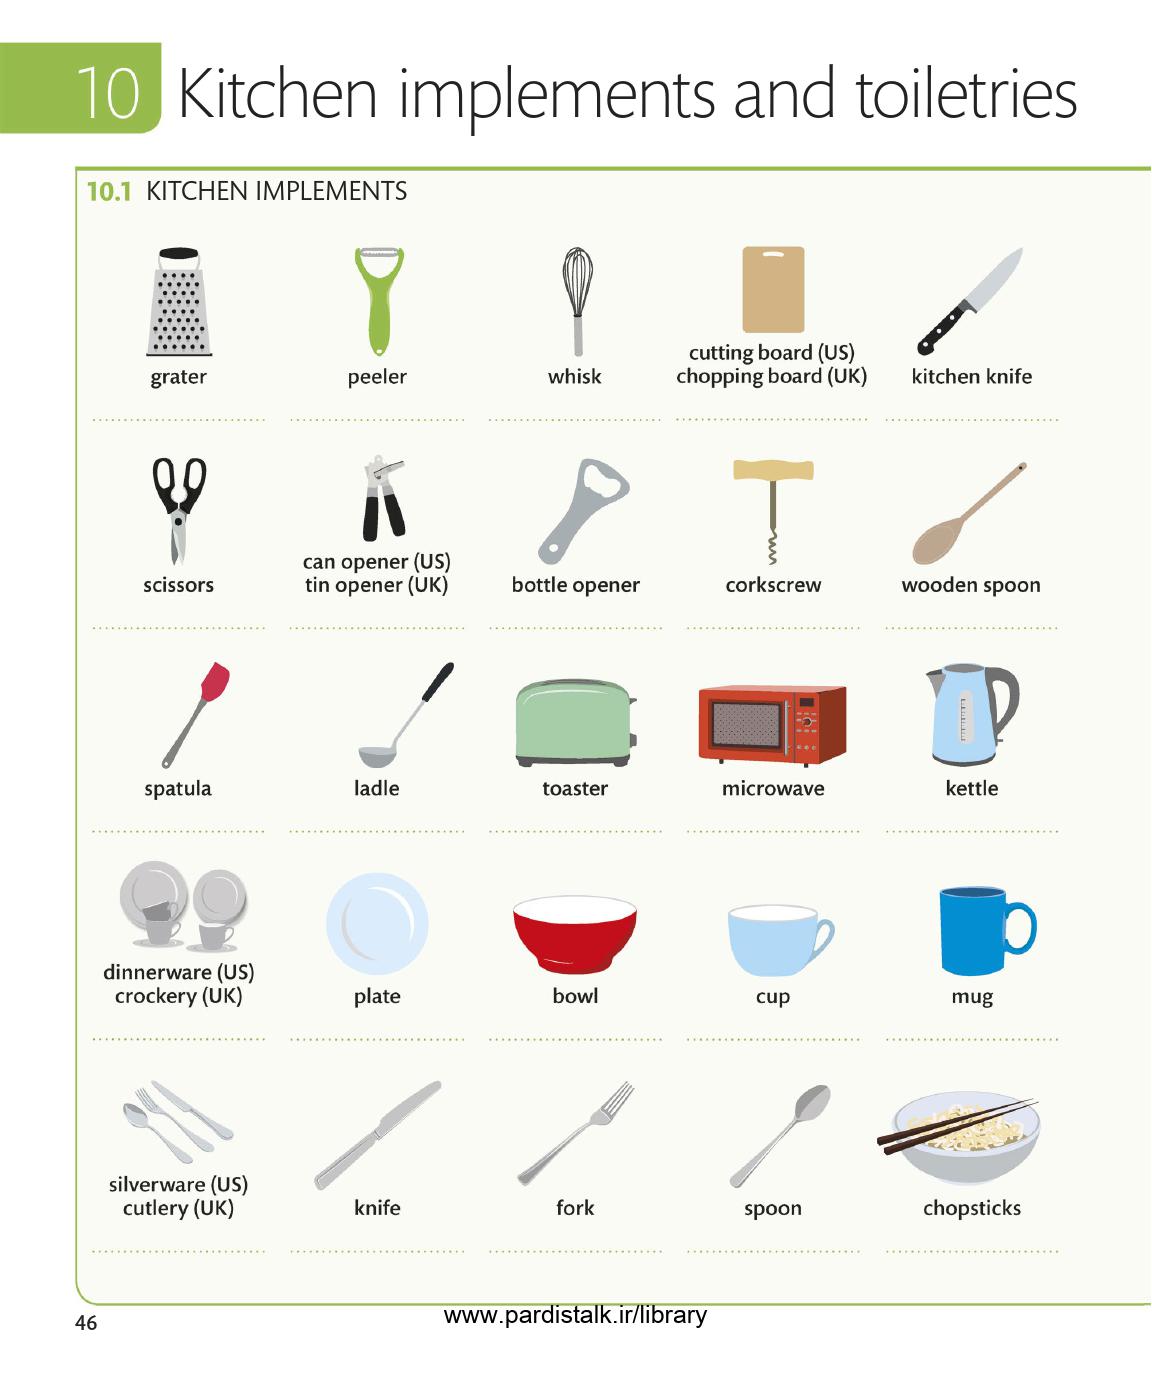 10 Kitchen implements and toiletries
10.1 KITCHEN IMPLEMENTS
grater
peeler
whisk
cutting board (US)
chopping board (UK)
kitchen knife
scissors
can opener (US)
tin opener (UK)
bottle opener
corkscrew
wooden spoon
spatula
ladle
toaster
microwave
kettle
dinnerware (US)
crockery (UK)
plate
bowl
cup
mug
silverware (US)
cutlery (UK)
knife
fork
spoon
chopsticks
46
www.pardistalk.ir/library